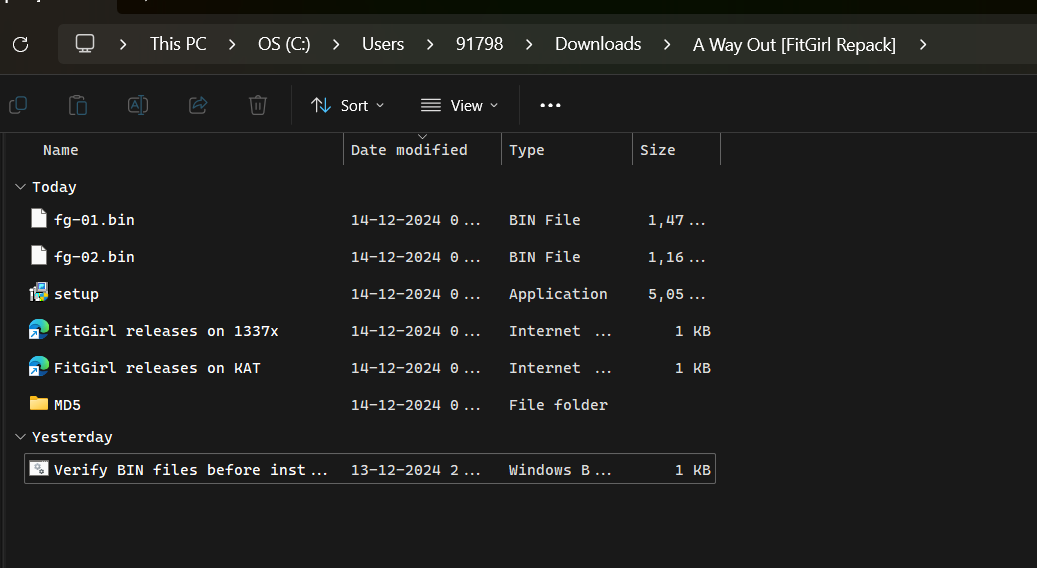 This PC > OS (C:) > Users > 91798 > Downloads > A Way Out [FitGirl Repack] >
Sort View
Name Date modified Type Size
Today
fg-01.bin 14-12-2024 0... BIN File 1,47...
fg-02.bin 14-12-2024 0... BIN File 1,16...
setup 14-12-2024 0... Application 5,05...
FitGirl releases on 1337x 14-12-2024 0... Internet ... 1 KB
FitGirl releases on KAT 14-12-2024 0... Internet ... 1 KB
MD5 14-12-2024 0... File folder
Yesterday
Verify BIN files before inst... 13-12-2024 2... Windows B... 1 KB